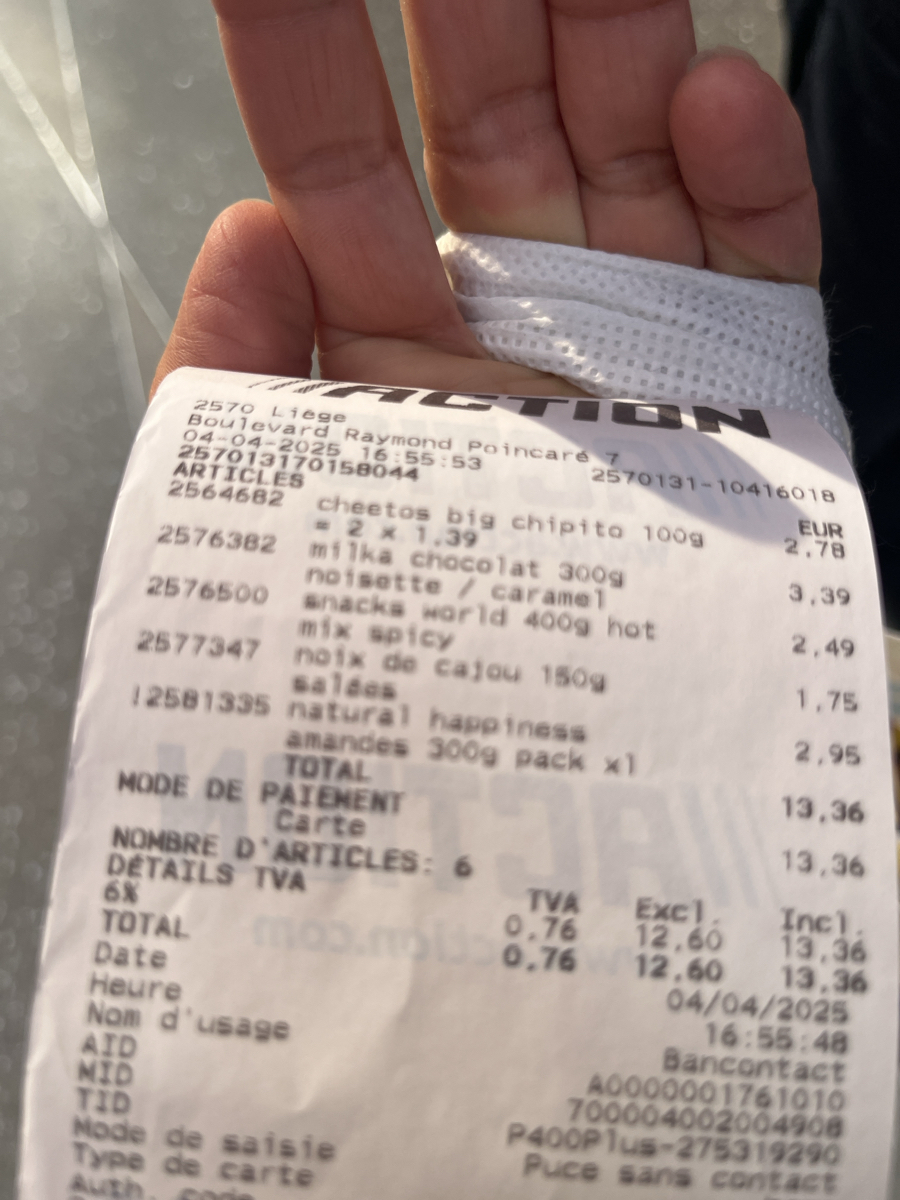 ACTION
2570 Liège
Boulevard Raymond Poincaré 7
04-04-2025 16:55:53
257013170158044 2570131-10416018
ARTICLES EUR
2564682 cheetos big chipito 100g 2,78
= 2 x 1.39
2576382 milka chocolat 300g
noisette / caramel 3,39
2576500 snacks world 400g hot
mix spicy 2,49
2577347 noix de cajou 150g
salées 1,75
!2581335 natural happiness
amandes 300g pack x1 2,95
TOTAL 13,36
MODE DE PAIEMENT
Carte 13,36
NOMBRE D'ARTICLES: 6
DÉTAILS TVA TVA Excl. Incl.
6% 0.76 12.60 13.36
TOTAL 0.76 12.60 13.36
Date 04/04/2025
Heure 16:55:48
Nom d'usage Bancontact
AID A0000001761010
MID 700004002004908
TID P400Plus-275319290
Mode de saisie Puce sans contact
Type de carte
Auth. code